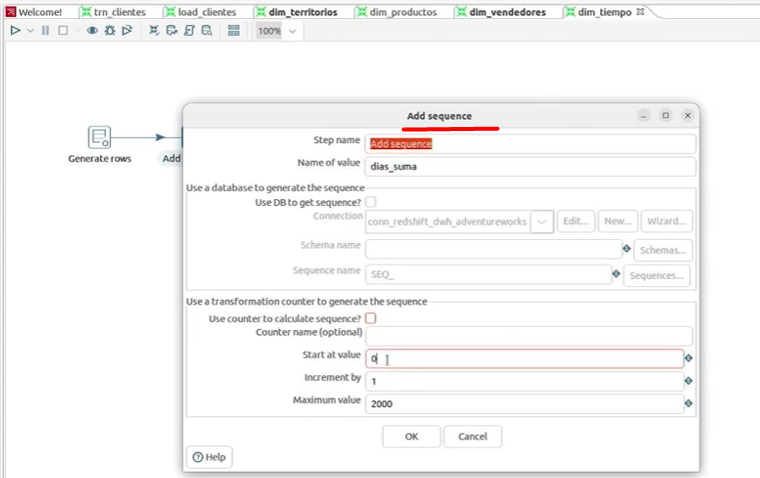 Welcome! trn_clientes load_clientes dim_territorios dim_productos dim_vendedores dim_tiempo
100%
Generate rows
Add
Add sequence
Step name Add sequence
Name of value dias_suma
Use a database to generate the sequence
Use DB to get sequence?
Connection conn_redshift_dwh_adventureworks Edit... New... Wizard...
Schema name Schemas...
Sequence name SEQ_ Sequences...
Use a transformation counter to generate the sequence
Use counter to calculate sequence?
Counter name (optional)
Start at value 0
Increment by 1
Maximum value 2000
OK Cancel
Help